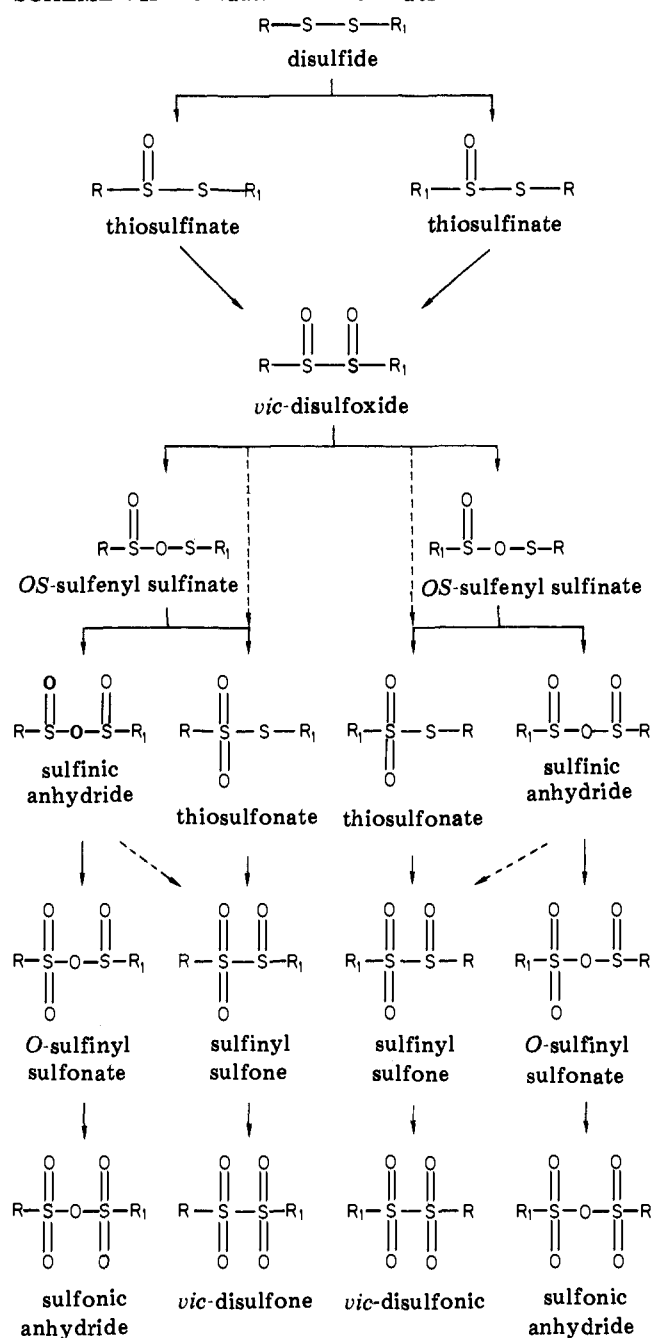 R—S—S—R₁
disulfide
O O
R—S—S—R₁ R₁—S—S—R
thiosulfinate thiosulfinate
O O
R—S—S—R₁
vic-disulfoxide
O O
R—S—O—S—R₁ R₁—S—O—S—R
OS-sulfenyl sulfinate OS-sulfenyl sulfinate
O O O O O O
R—S—O—S—R₁ R—S—S—R₁ R₁—S—S—R R₁—S—O—S—R
O O
sulfinic anhydride thiosulfonate thiosulfonate sulfinic anhydride
O O O O O O O O
R—S—O—S—R₁ R—S—S—R₁ R₁—S—S—R R₁—S—O—S—R
O O O O
O-sulfinyl sulfinyl sulfinyl O-sulfinyl
sulfonate sulfone sulfone sulfonate
O O O O O O O O
R—S—O—S—R₁ R—S—S—R₁ R₁—S—S—R R₁—S—O—S—R
O O O O O O O O
sulfonic vic-disulfone vic-disulfonic sulfonic
anhydride anhydride